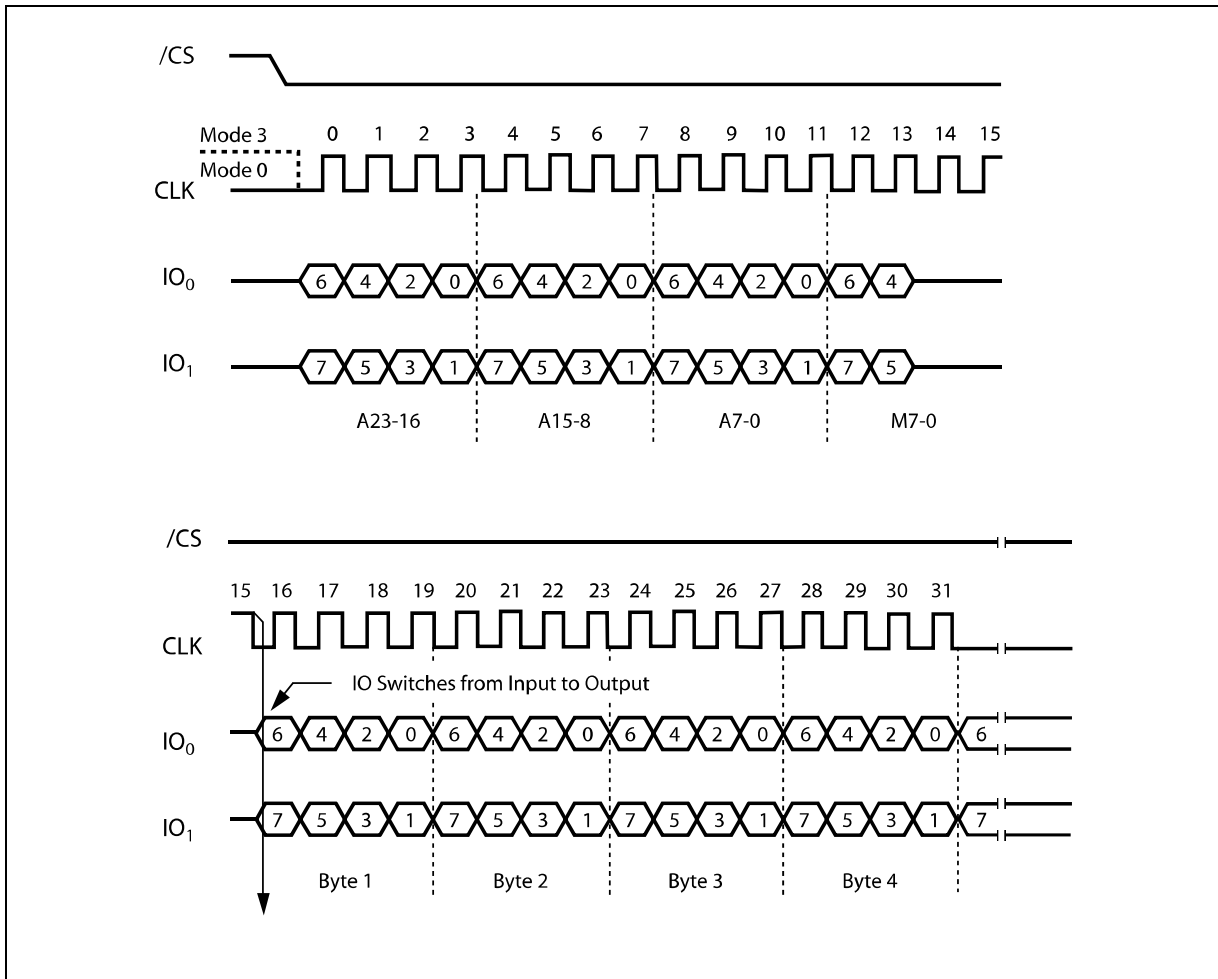 /CS
Mode 3
0 1 2 3 4 5 6 7 8 9 10 11 12 13 14 15
Mode 0
CLK
IO0 6 4 2 0 6 4 2 0 6 4 2 0 6 4
IO1 7 5 3 1 7 5 3 1 7 5 3 1 7 5
A23-16 A15-8 A7-0 M7-0
/CS
15 16 17 18 19 20 21 22 23 24 25 26 27 28 29 30 31
CLK
IO Switches from Input to Output
IO0 6 4 2 0 6 4 2 0 6 4 2 0 6 4 2 0 6
IO1 7 5 3 1 7 5 3 1 7 5 3 1 7 5 3 1 7
Byte 1 Byte 2 Byte 3 Byte 4